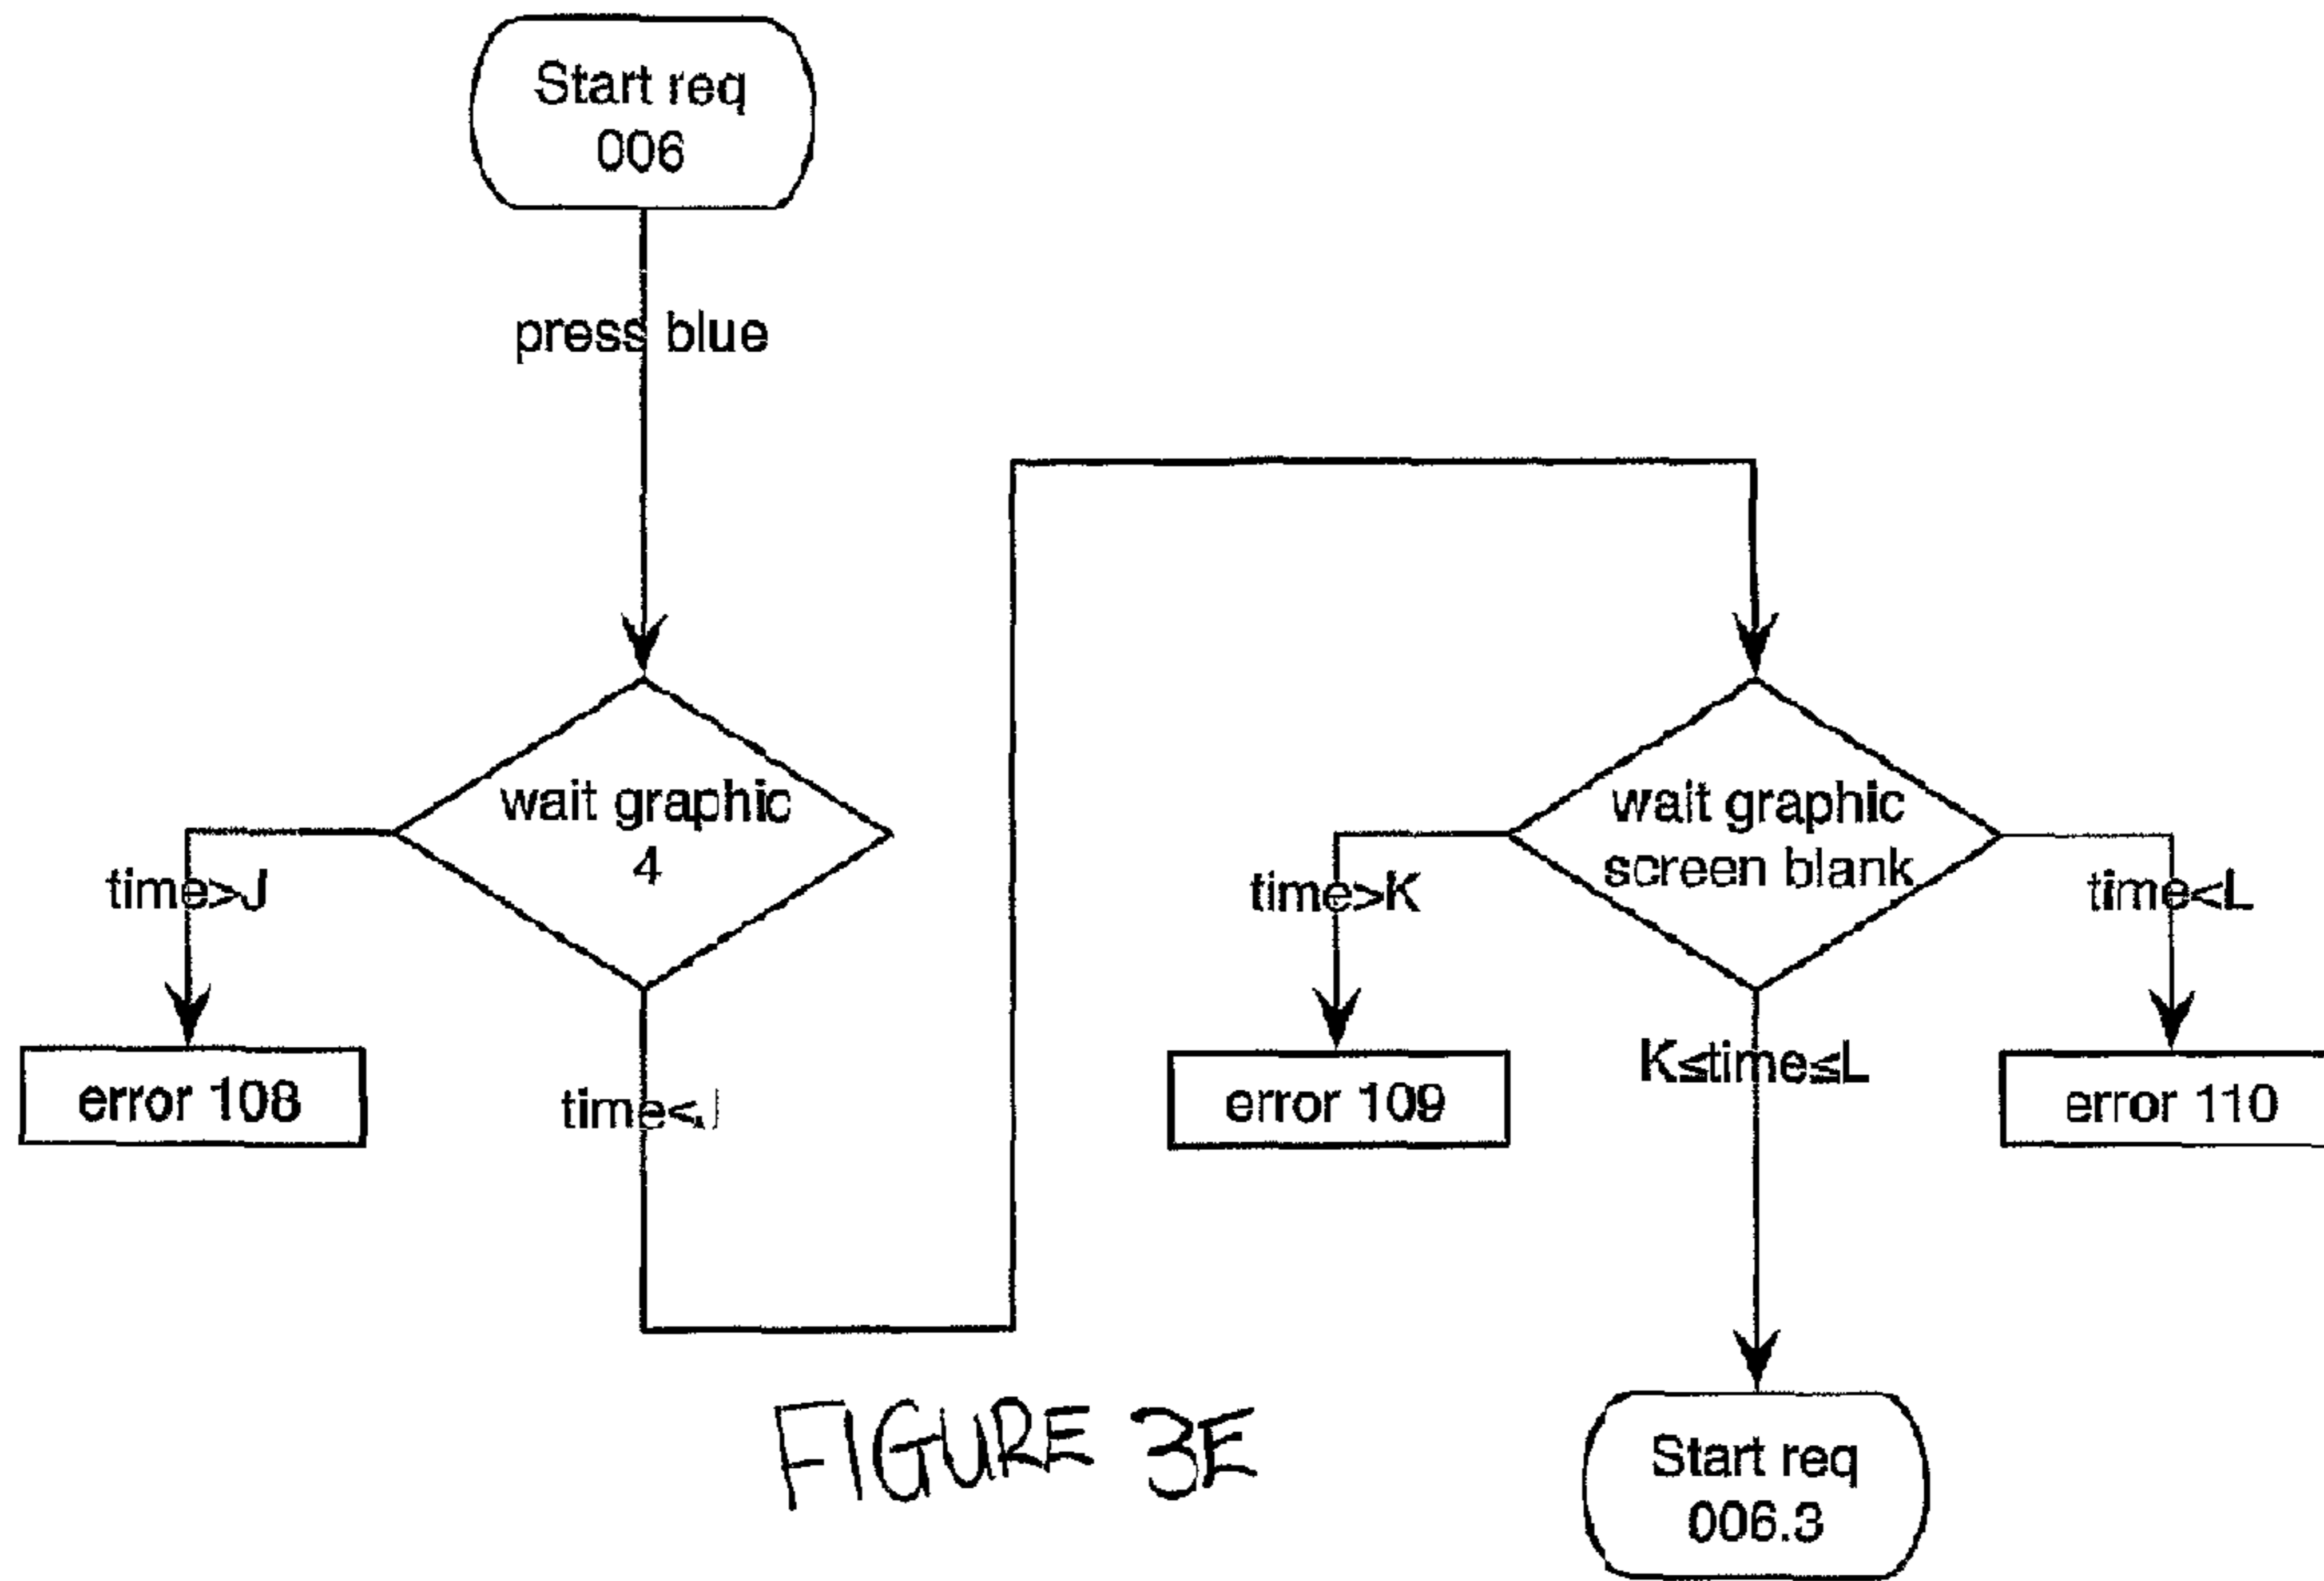 Start req
006
press blue
wait graphic
4
time>J
error 108
time<J
wait graphic
screen blank
time>K
error 109
K≤time≤L
time<L
error 110
Start req
006.3
FIGURE 3E